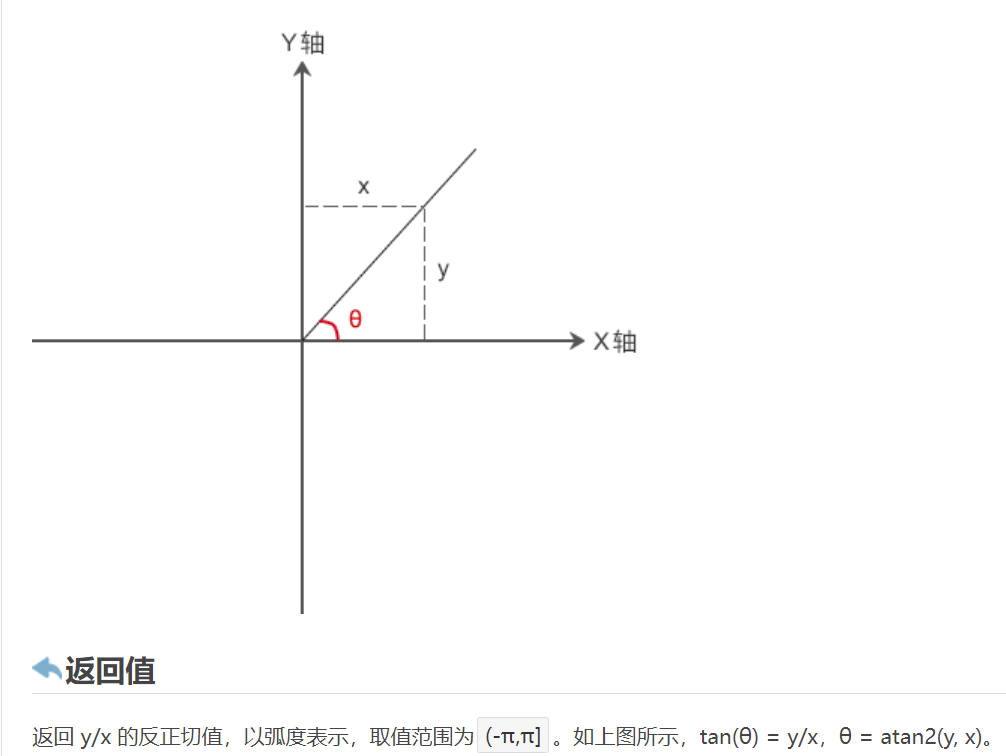 Y轴
x
y
θ
X轴
返回值
返回 y/x 的反正切值，以弧度表示，取值范围为 (-π,π] 。如上图所示，tan(θ) = y/x，θ = atan2(y, x)。